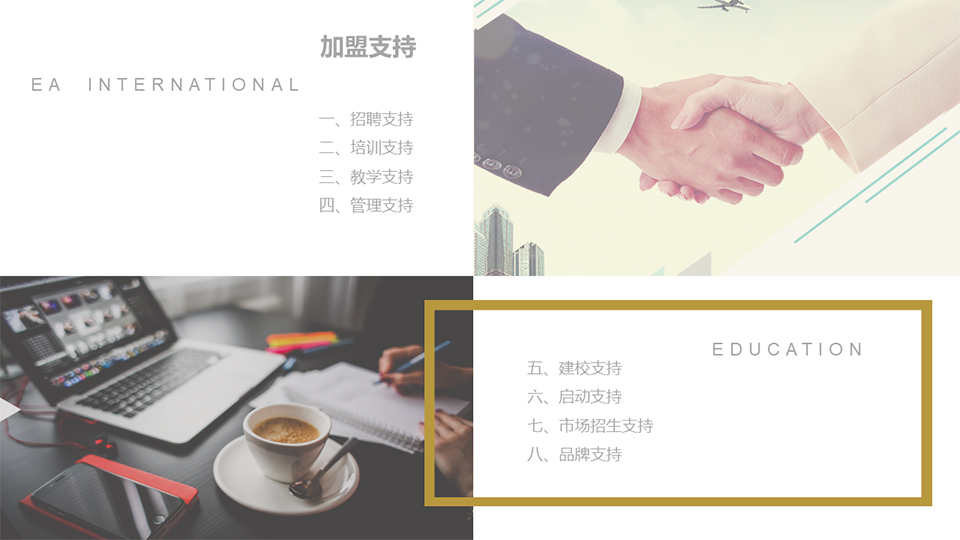 加盟支持
EA INTERNATIONAL
一、招聘支持
二、培训支持
三、教学支持
四、管理支持
EDUCATION
五、建校支持
六、启动支持
七、市场招生支持
八、品牌支持